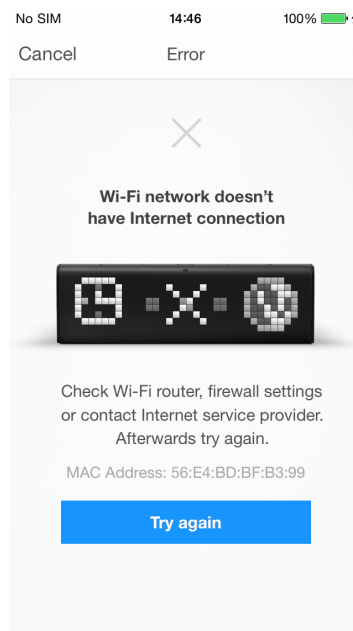 No SIM 14:46 100%
Cancel Error
Wi-Fi network doesn't
have Internet connection
Check Wi-Fi router, firewall settings
or contact Internet service provider.
Afterwards try again.
MAC Address: 56:E4:BD:BF:B3:99
Try again